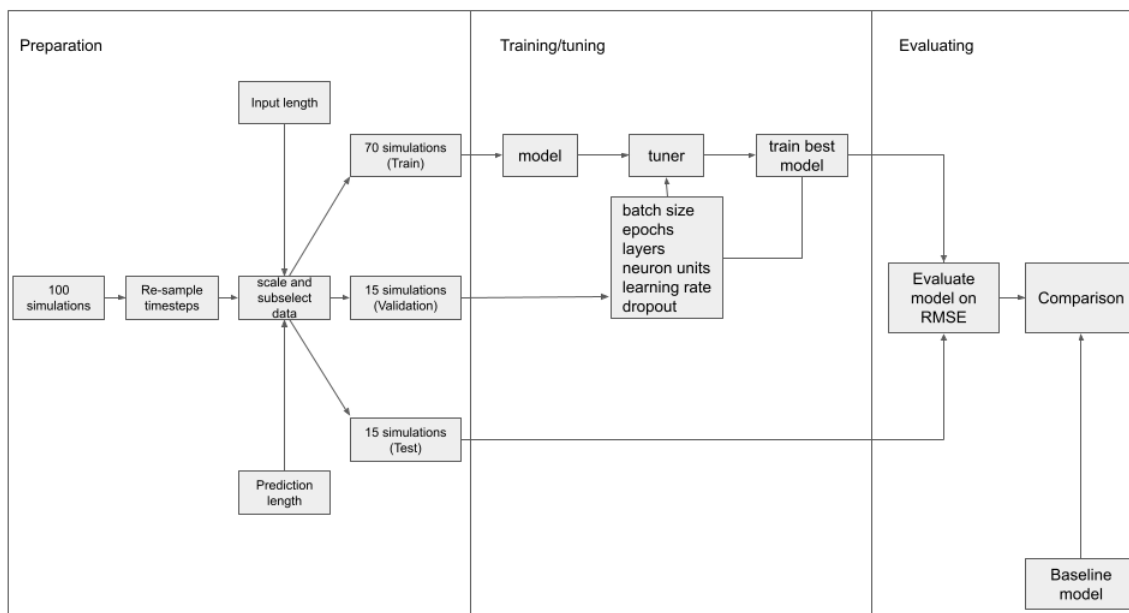 Preparation
Training/tuning
Evaluating
Input length
70 simulations
(Train)
model
tuner
train best
model
batch size
epochs
layers
neuron units
learning rate
dropout
100
simulations
Re-sample
timesteps
scale and
subselect
data
15 simulations
(Validation)
Evaluate
model on
RMSE
Comparison
15 simulations
(Test)
Prediction
length
Baseline
model